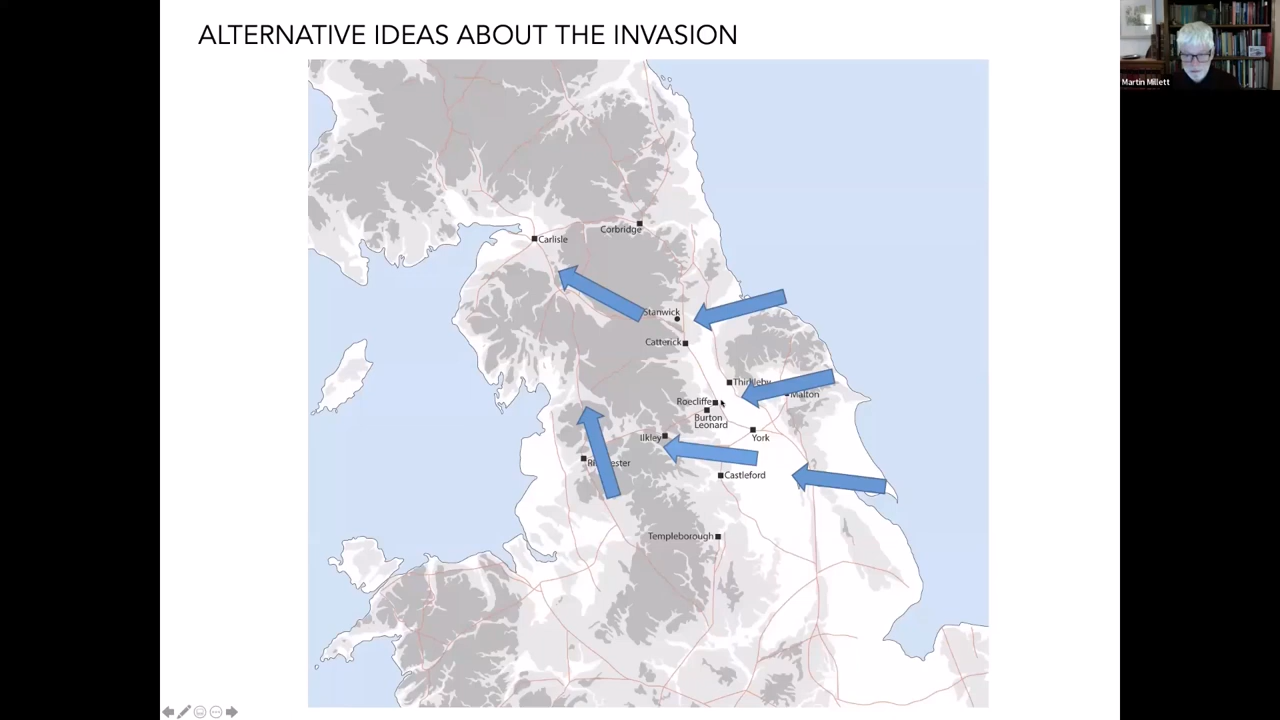 ALTERNATIVE IDEAS ABOUT THE INVASION
Martin Millett
Corbridge
Carlisle
Stanwick
Catterick
Thirkleby
Malton
Roecliffe
Burton
Leonard
York
Ilkley
Castleford
Templeborough